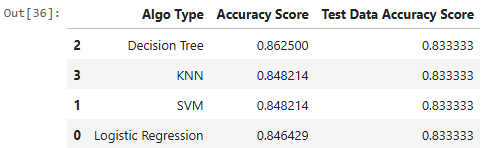 Out[36]: Algo Type Accuracy Score Test Data Accuracy Score
2 Decision Tree 0.862500 0.833333
3 KNN 0.848214 0.833333
1 SVM 0.848214 0.833333
0 Logistic Regression 0.846429 0.833333